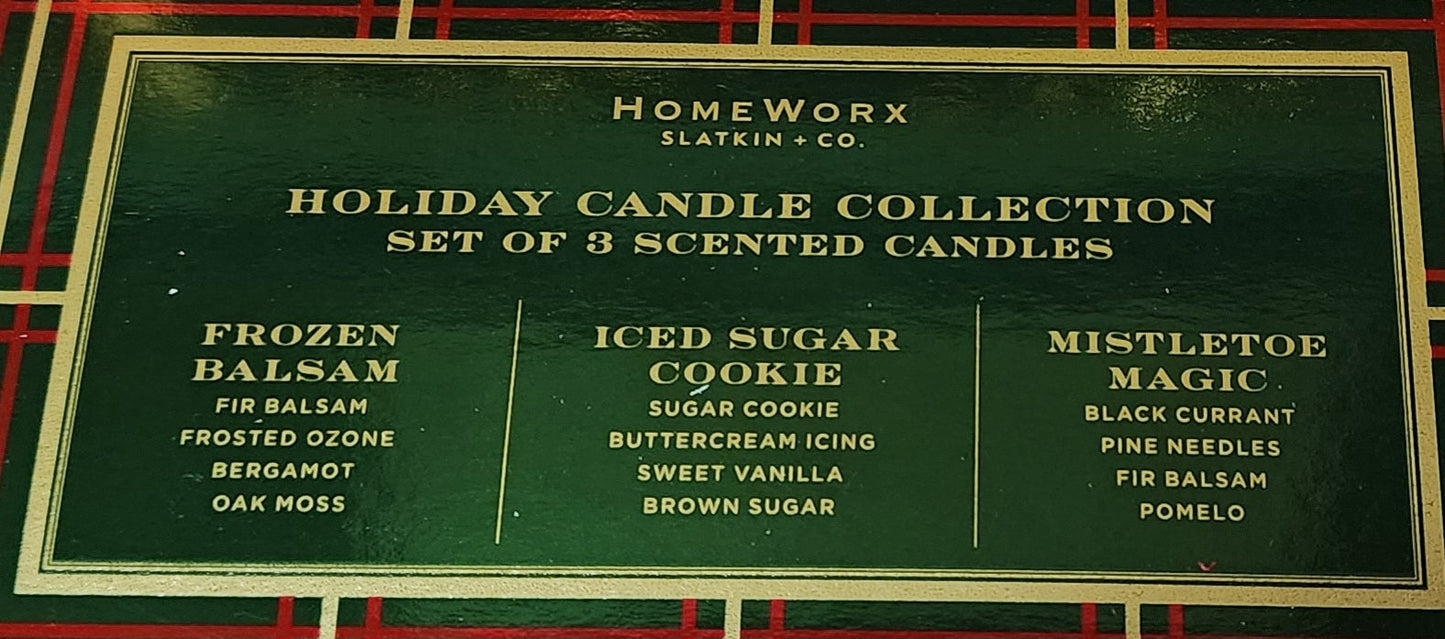 HOMEWORX
SLATKIN + CO.
HOLIDAY CANDLE COLLECTION
SET OF 3 SCENTED CANDLES
FROZEN
BALSAM
FIR BALSAM
FROSTED OZONE
BERGAMOT
OAK MOSS
ICED SUGAR
COOKIE
SUGAR COOKIE
BUTTERCREAM ICING
SWEET VANILLA
BROWN SUGAR
MISTLETOE
MAGIC
BLACK CURRANT
PINE NEEDLES
FIR BALSAM
POMELO